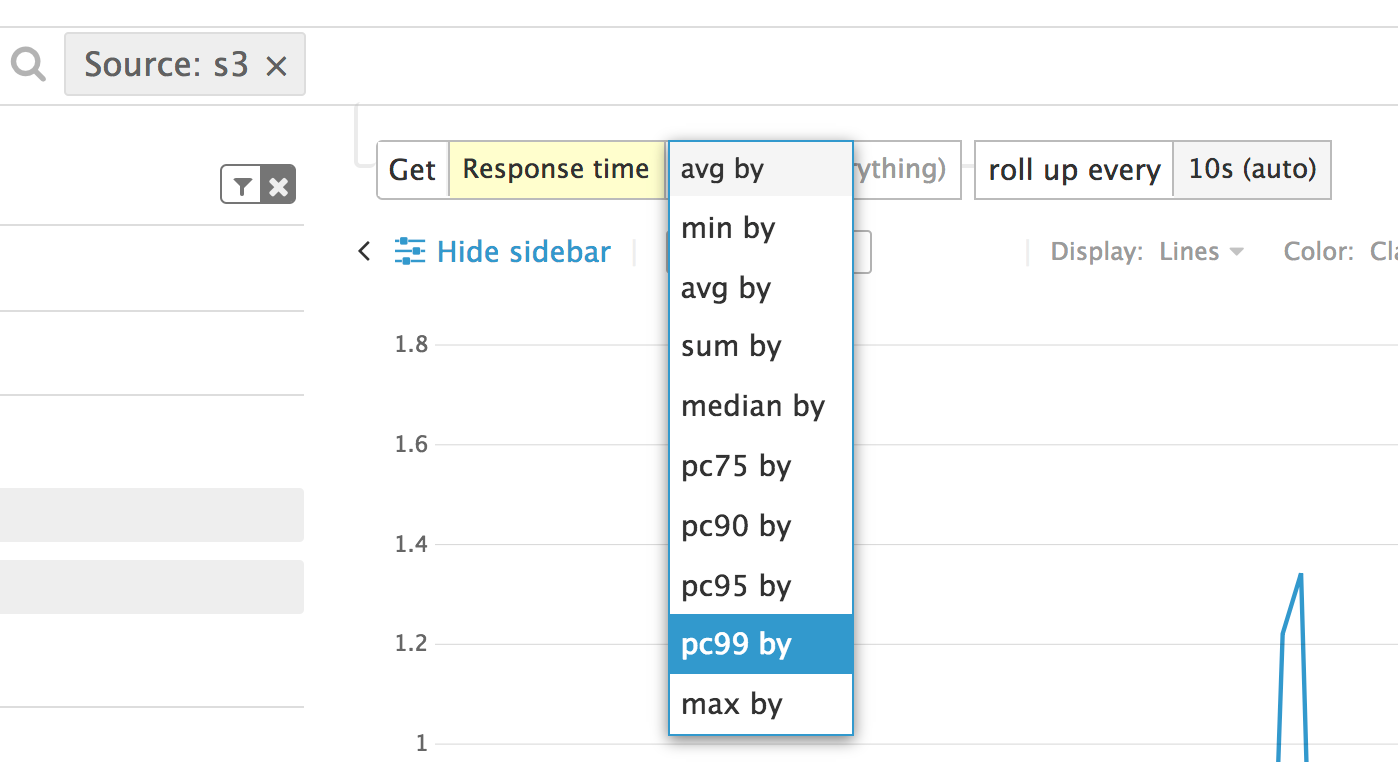 Source: s3 ×
Get Response time avg by ything) roll up every 10s (auto)
Hide sidebar Display: Lines Color:
min by
avg by
sum by
median by
pc75 by
pc90 by
pc95 by
pc99 by
max by
1.8
1.6
1.4
1.2
1